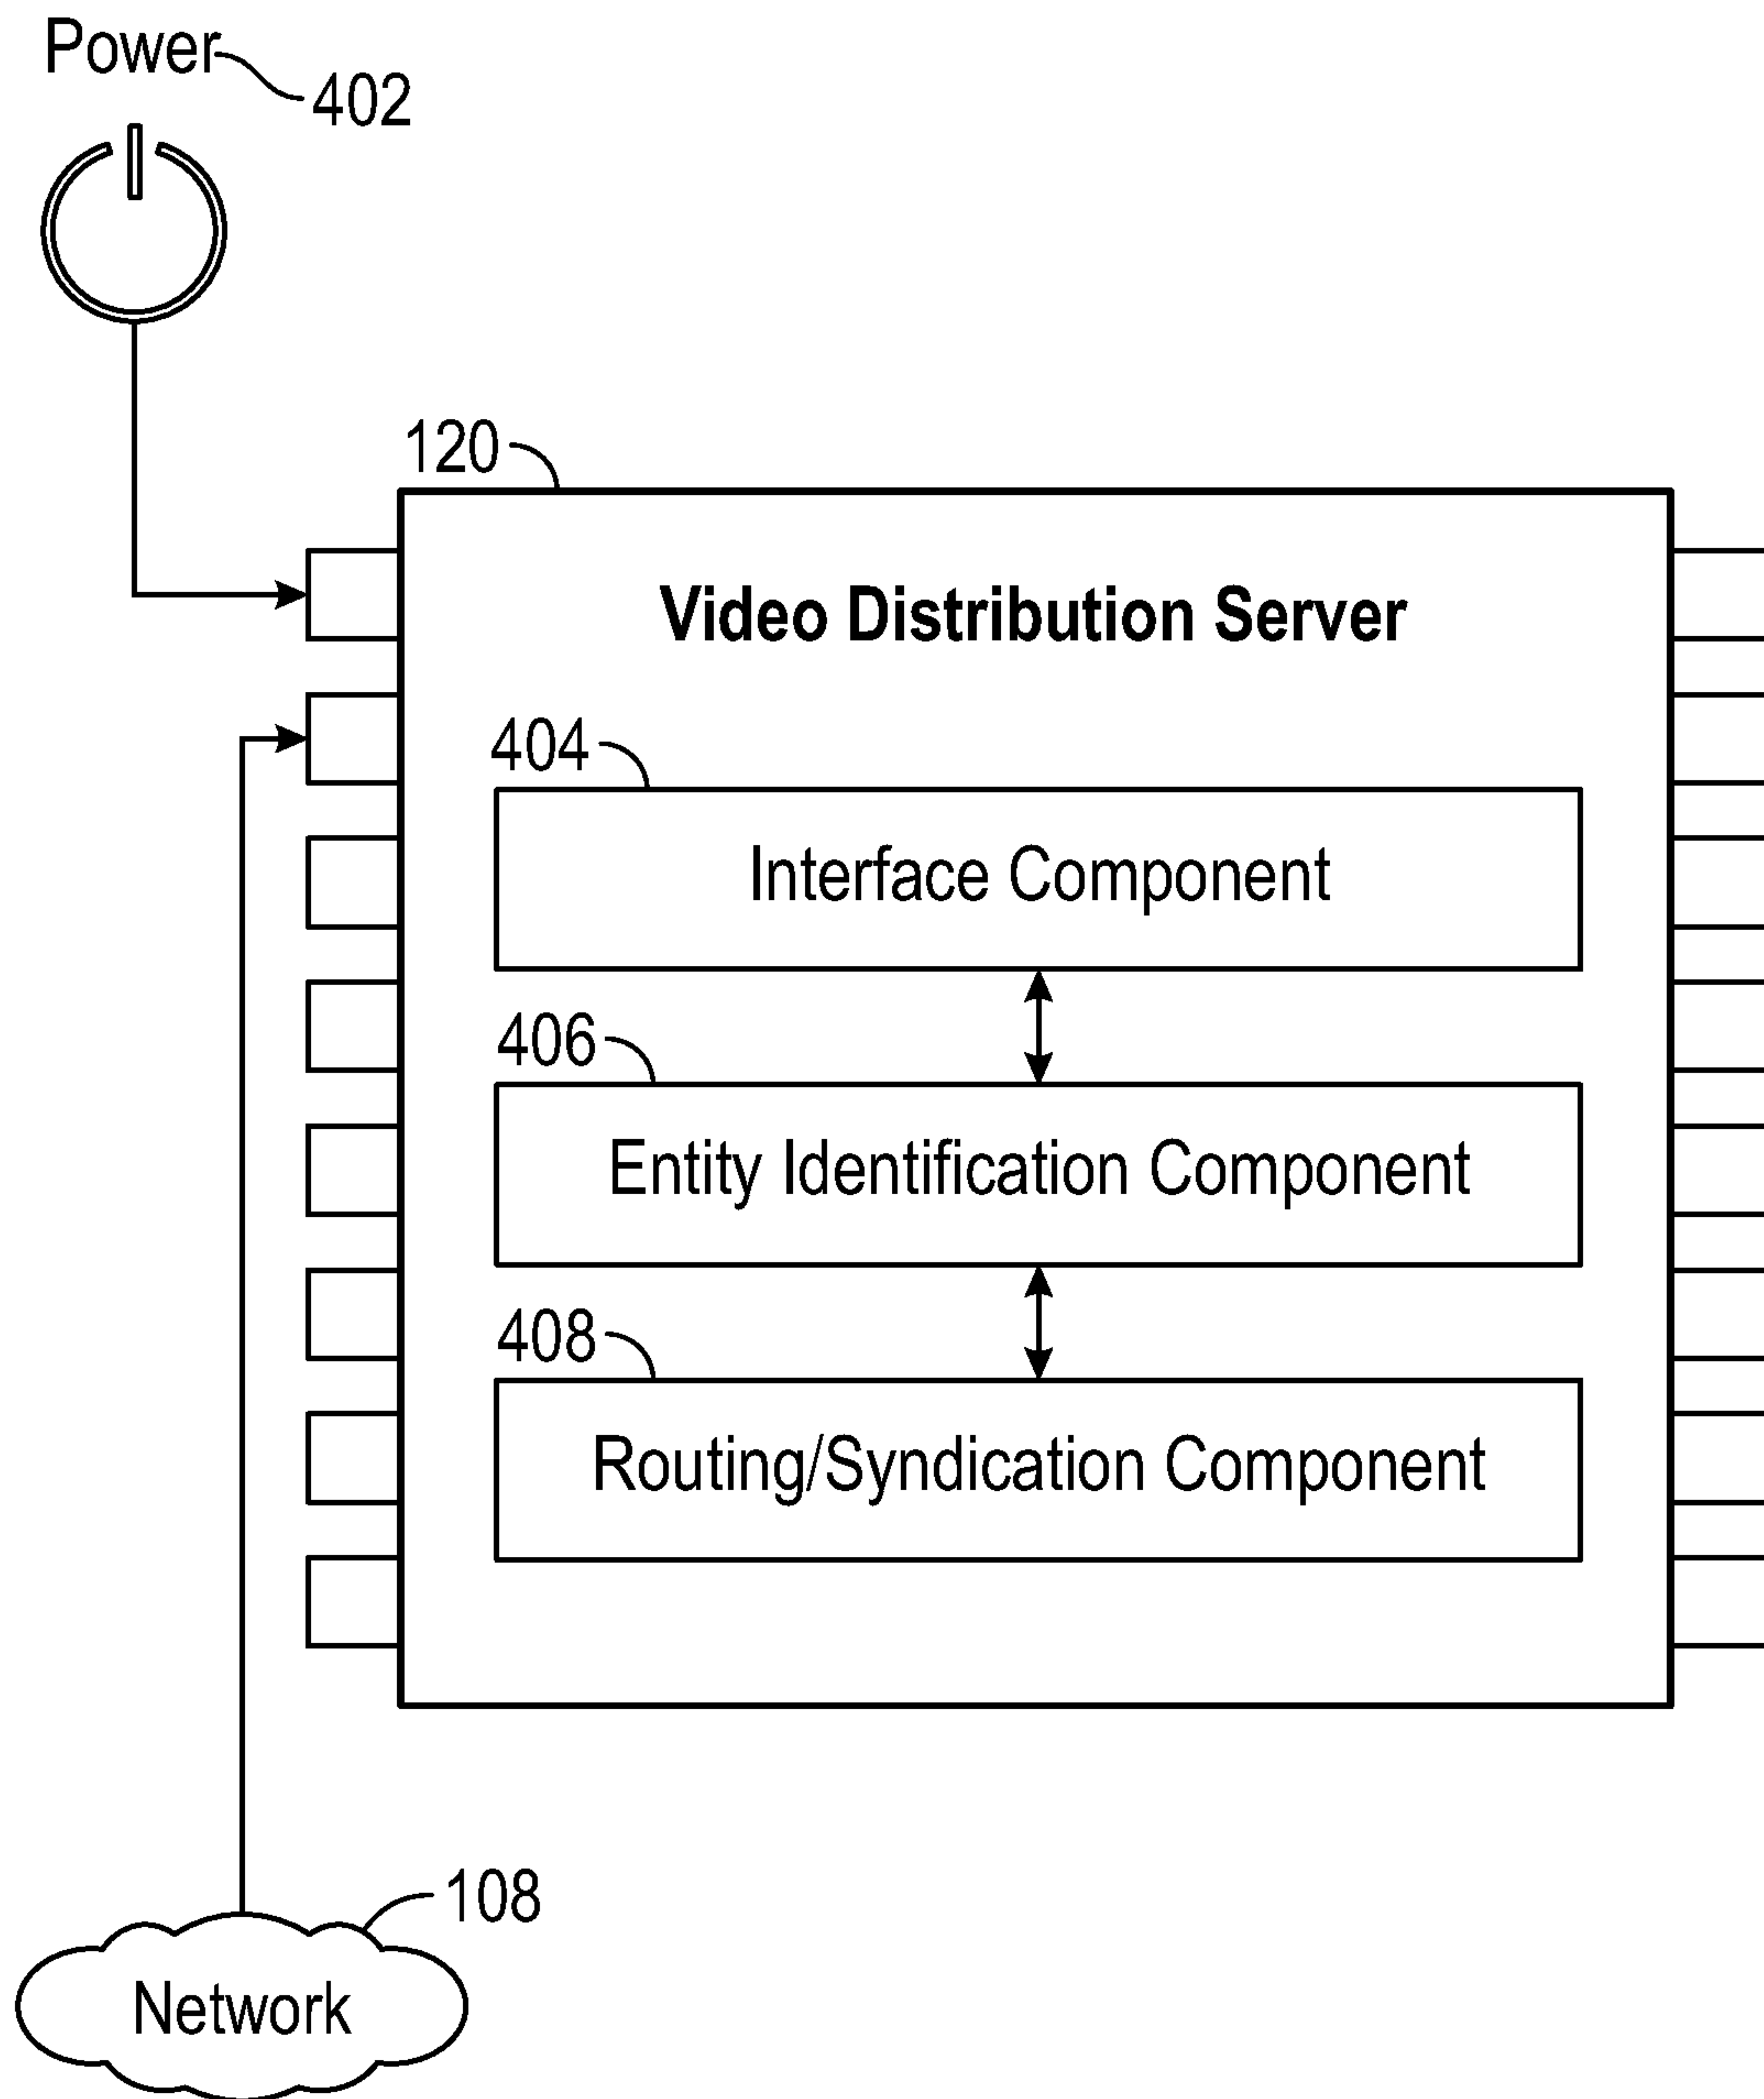 Power
402
120
Video Distribution Server
404
Interface Component
406
Entity Identification Component
408
Routing/Syndication Component
108
Network